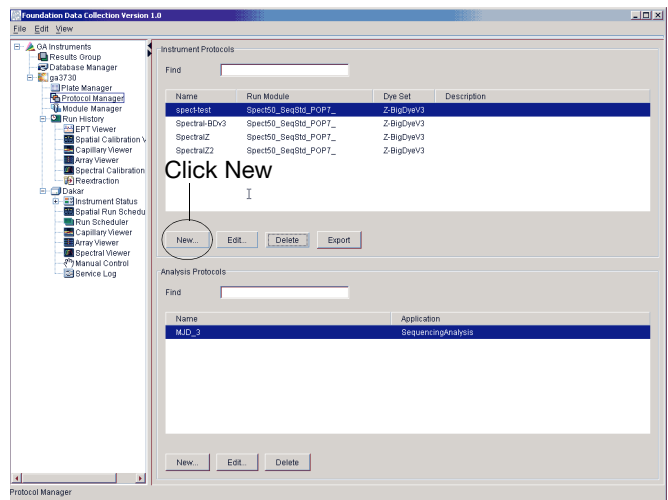 Foundation Data Collection Version 1.0
File Edit View
GA Instruments
Results Group
Database Manager
ga3730
Plate Manager
Protocol Manager
Module Manager
Run History
EPT Viewer
Spatial Calibration V
Capillary Viewer
Array Viewer
Spectral Calibration
Reextraction
Dakar
Instrument Status
Spatial Run Schedu
Run Scheduler
Capillary Viewer
Array Viewer
Spectral Viewer
Manual Control
Service Log
Instrument Protocols
Find
Name Run Module Dye Set Description
spect-test Spect50_SeqStd_POP7_ Z-BigDyeV3
Spectral-BDv3 Spect50_SeqStd_POP7_ Z-BigDyeV3
SpectralZ Spect50_SeqStd_POP7_ Z-BigDyeV3
SpectralZ2 Spect50_SeqStd_POP7_ Z-BigDyeV3
Click New
New... Edit... Delete Export
Analysis Protocols
Find
Name Application
MJD_3 SequencingAnalysis
New... Edit... Delete
Protocol Manager